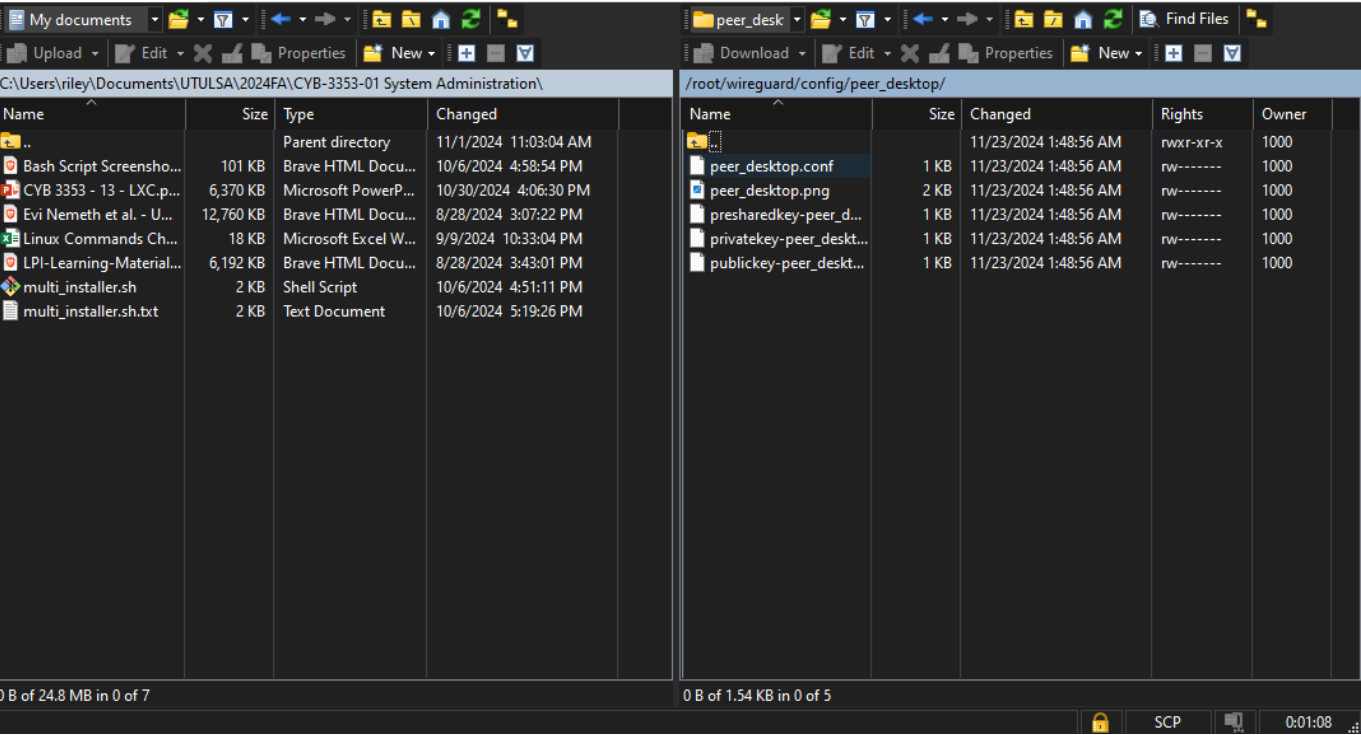 My documents
Upload Edit Properties New
C:\Users\riley\Documents\UTULSA\2024FA\CYB-3353-01 System Administration\
Name Size Type Changed
.. Parent directory 11/1/2024 11:03:04 AM
Bash Script Screensho... 101 KB Brave HTML Docu... 10/6/2024 4:58:54 PM
CYB 3353 - 13 - LXC.p... 6,370 KB Microsoft PowerP... 10/30/2024 4:06:30 PM
Evi Nemeth et al. - U... 12,760 KB Brave HTML Docu... 8/28/2024 3:07:22 PM
Linux Commands Ch... 18 KB Microsoft Excel W... 9/9/2024 10:33:04 PM
LPI-Learning-Material... 6,192 KB Brave HTML Docu... 8/28/2024 3:43:01 PM
multi_installer.sh 2 KB Shell Script 10/6/2024 4:51:11 PM
multi_installer.sh.txt 2 KB Text Document 10/6/2024 5:19:26 PM
0 B of 24.8 MB in 0 of 7
peer_desk Find Files
Download Edit Properties New
/root/wireguard/config/peer_desktop/
Name Size Changed Rights Owner
.. 11/23/2024 1:48:56 AM rwxr-xr-x 1000
peer_desktop.conf 1 KB 11/23/2024 1:48:56 AM rw------- 1000
peer_desktop.png 2 KB 11/23/2024 1:48:56 AM rw------- 1000
presharedkey-peer_d... 1 KB 11/23/2024 1:48:56 AM rw------- 1000
privatekey-peer_deskt... 1 KB 11/23/2024 1:48:56 AM rw------- 1000
publickey-peer_deskt... 1 KB 11/23/2024 1:48:56 AM rw------- 1000
0 B of 1.54 KB in 0 of 5
SCP 0:01:08